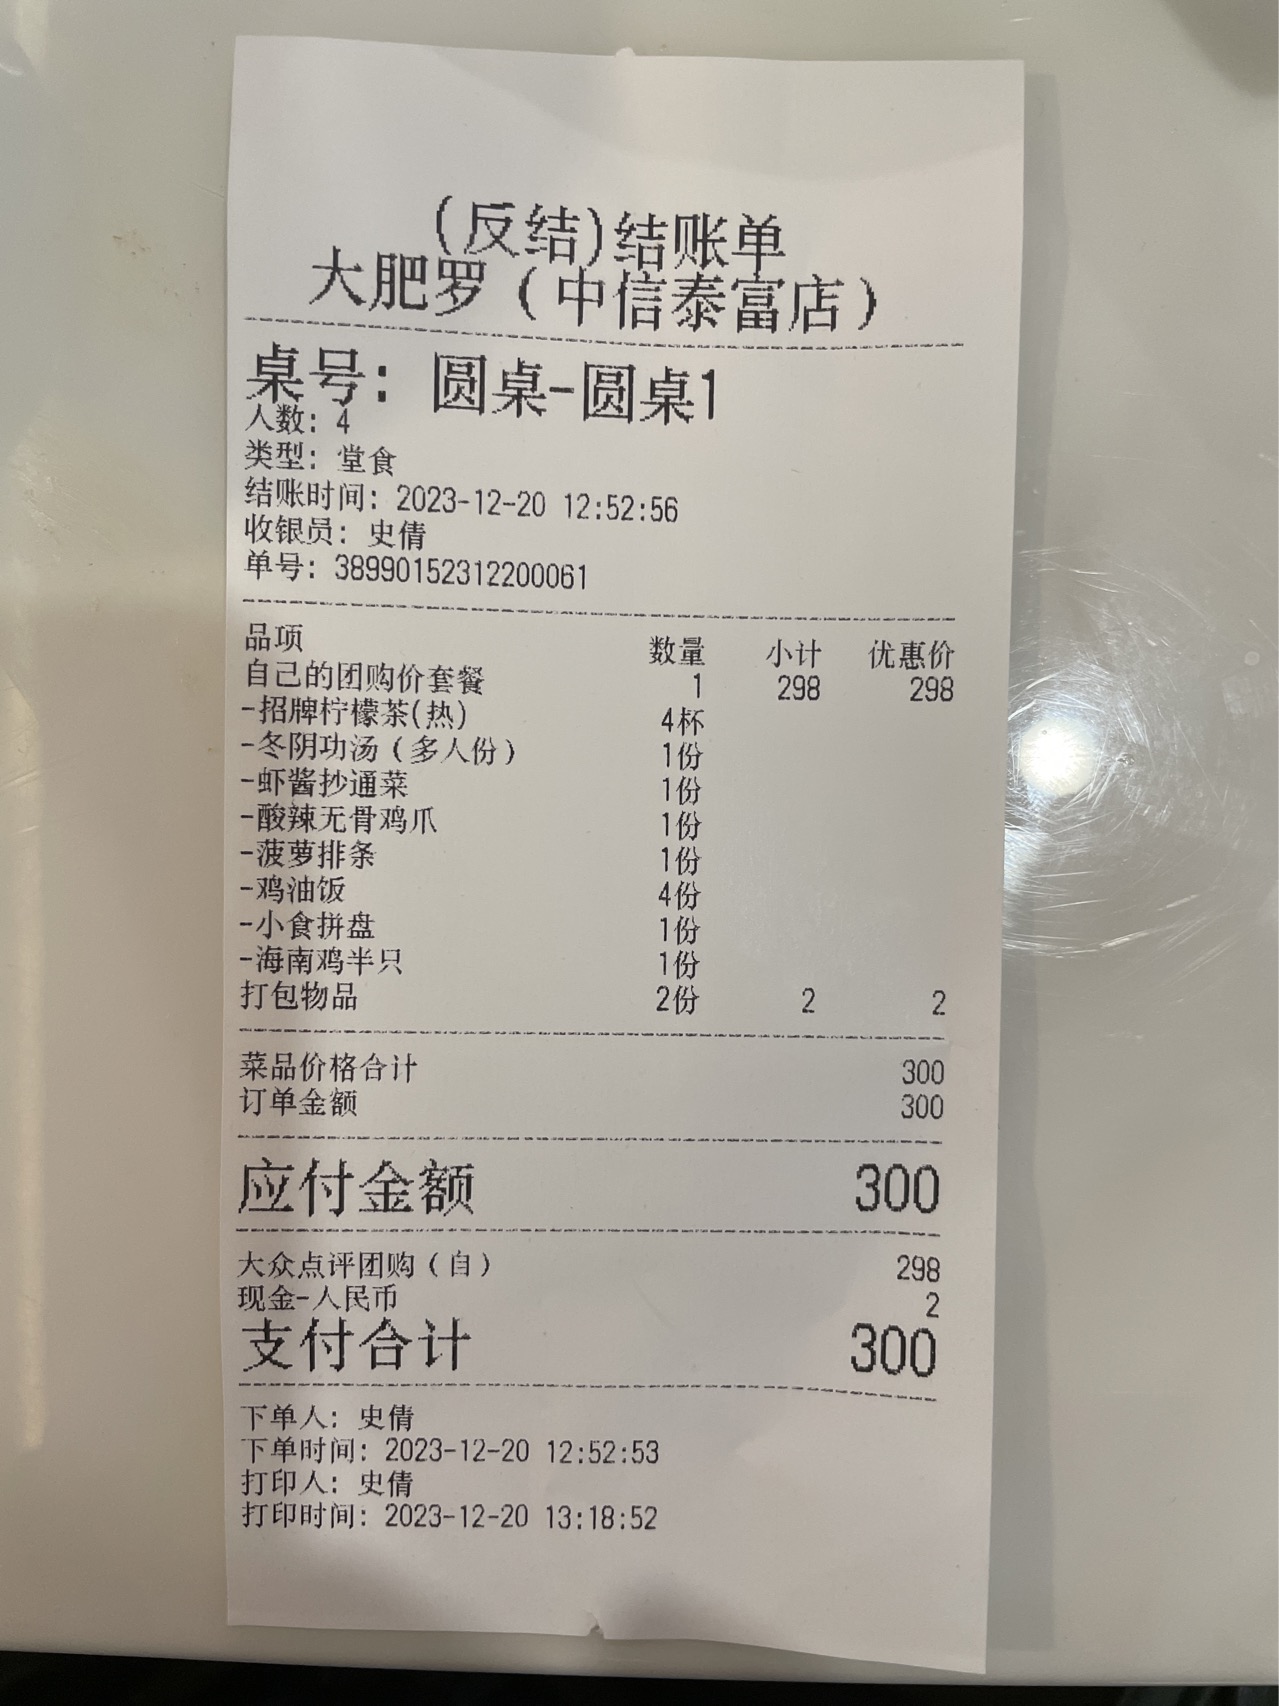 (反结)结账单
大肥罗（中信泰富店）
桌号: 圆桌-圆桌1
人数: 4
类型: 堂食
结账时间: 2023-12-20 12:52:56
收银员: 史倩
单号: 38990152312200061
品项 数量 小计 优惠价
自己的团购价套餐 1 298 298
-招牌柠檬茶(热) 4杯
-冬阴功汤（多人份） 1份
-虾酱抄通菜 1份
-酸辣无骨鸡爪 1份
-菠萝排条 1份
-鸡油饭 4份
-小食拼盘 1份
-海南鸡半只 1份
打包物品 2份 2 2
菜品价格合计 300
订单金额 300
应付金额 300
大众点评团购（自） 298
现金-人民币 2
支付合计 300
下单人: 史倩
下单时间: 2023-12-20 12:52:53
打印人: 史倩
打印时间: 2023-12-20 13:18:52